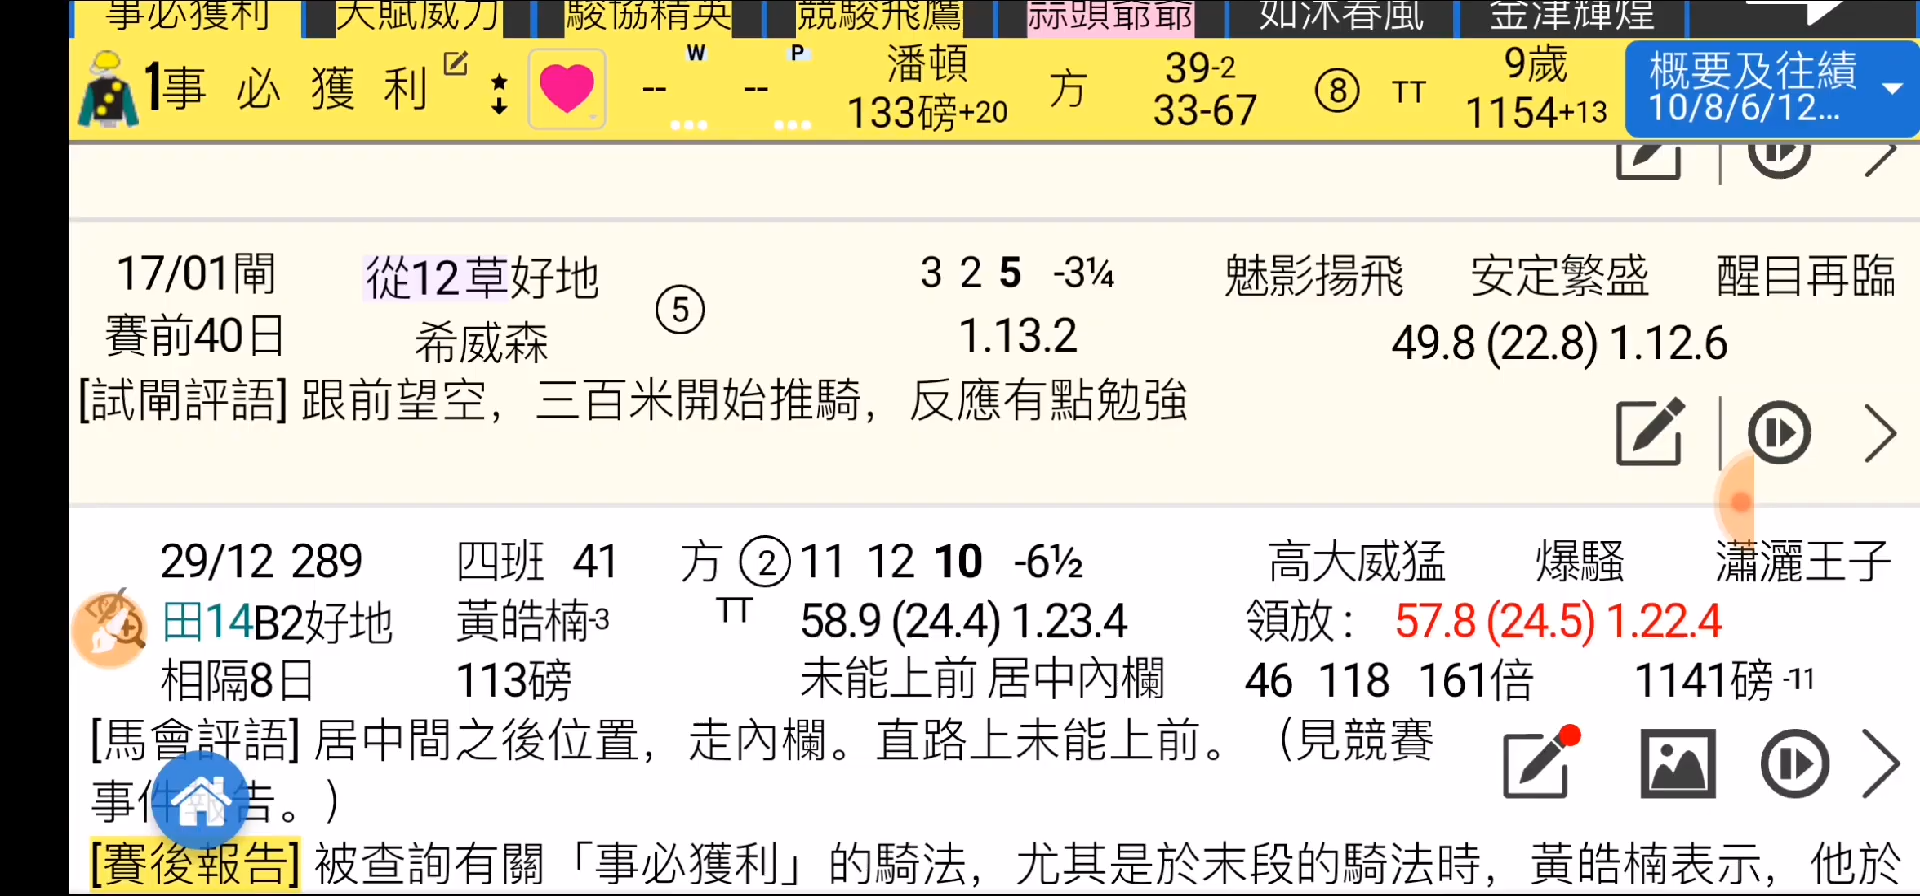 事必獲利 天賦威力 駿協精英 競駿飛鷹 蒜頭爺爺 如沐春風 金津輝煌
1事必獲利 W -- P -- 潘頓 133磅+20 方 39-2 33-67 8 TT 9歲 1154+13 概要及往績 10/8/6/12...
17/01閘 從12草好地 5 3 2 5 -3¼ 魅影揚飛 安定繁盛 醒目再臨
賽前40日 希威森 1.13.2 49.8 (22.8) 1.12.6
[試閘評語] 跟前望空，三百米開始推騎，反應有點勉強
29/12 289 四班 41 方 2 11 12 10 -6½ 高大威猛 爆騷 瀟灑王子
田14B2好地 黃皓楠-3 TT 58.9 (24.4) 1.23.4 領放： 57.8 (24.5) 1.22.4
相隔8日 113磅 未能上前 居中內欄 46 118 161倍 1141磅 -11
[馬會評語] 居中間之後位置，走內欄。直路上未能上前。（見競賽
事件報告。）
[賽後報告] 被查詢有關「事必獲利」的騎法，尤其是於末段的騎法時，黃皓楠表示，他於